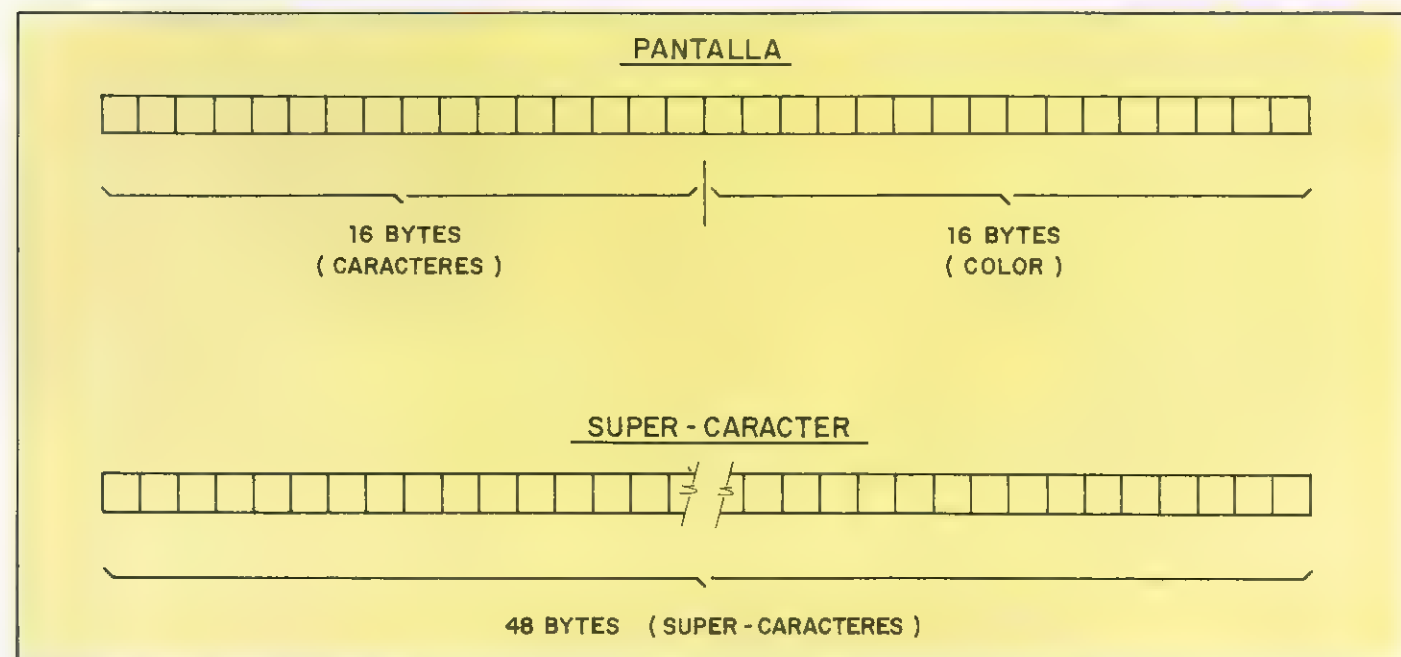 PANTALLA
16 BYTES
( CARACTERES )
16 BYTES
( COLOR )
SUPER - CARACTER
48 BYTES ( SUPER - CARACTERES )